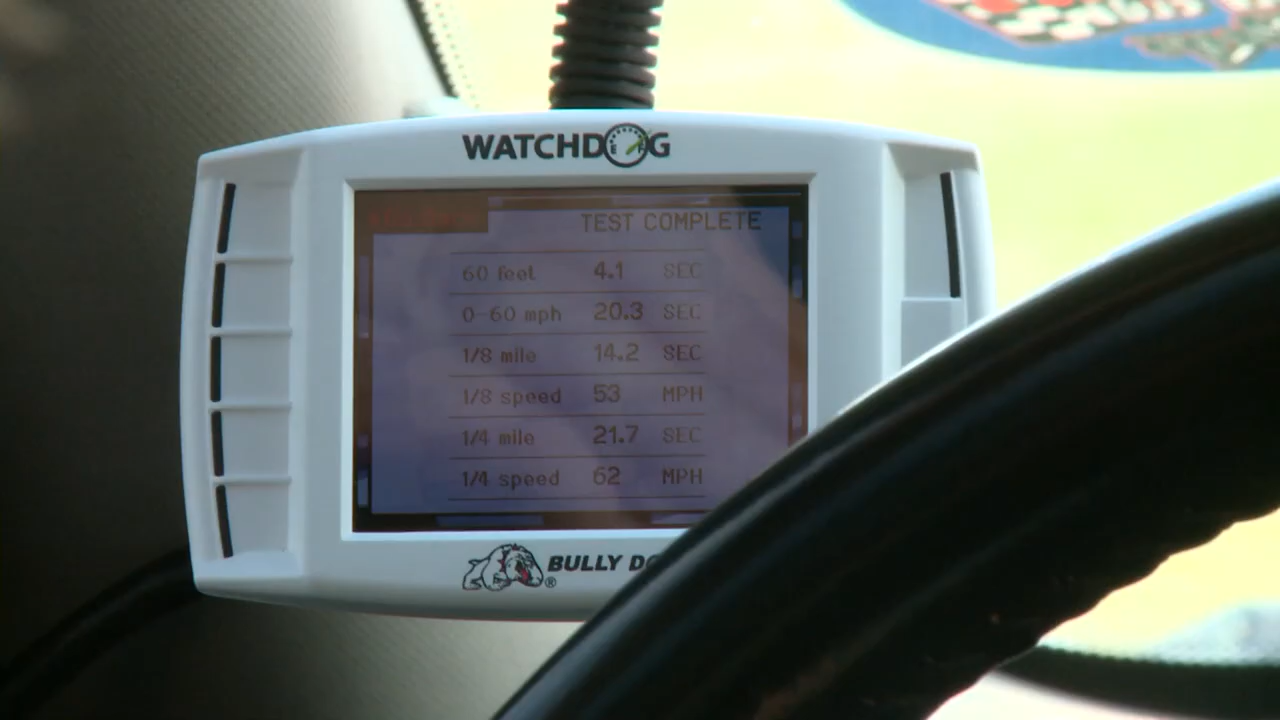 WATCHDOG
TEST COMPLETE
60 feet 4.1 SEC
0-60 mph 20.3 SEC
1/8 mile 14.2 SEC
1/8 speed 53 MPH
1/4 mile 21.7 SEC
1/4 speed 62 MPH
BULLY
®